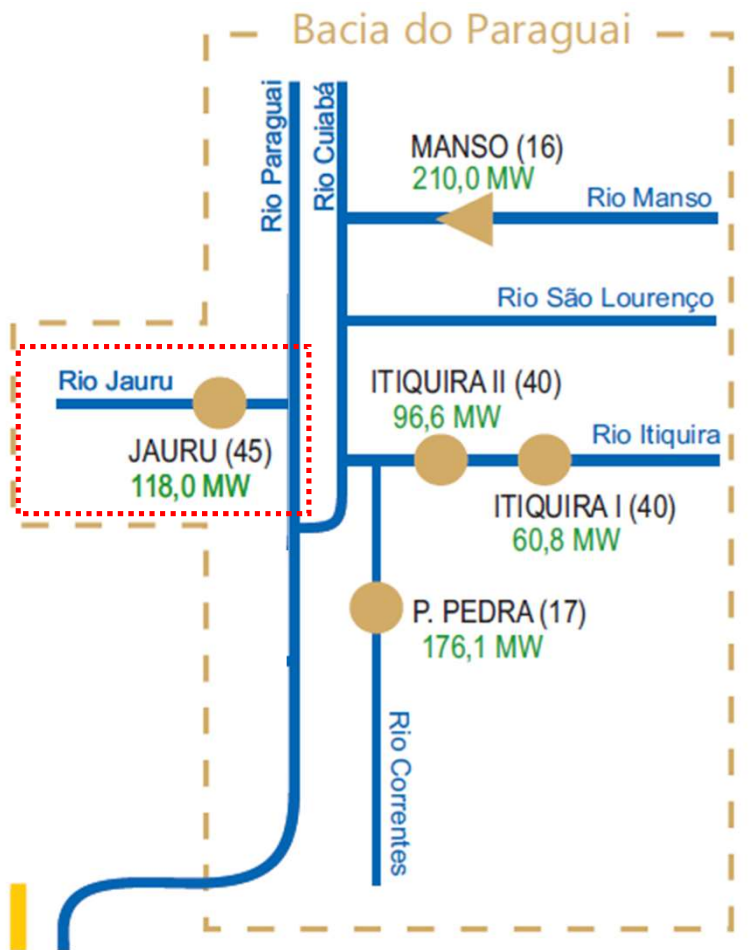 Bacia do Paraguai
Rio Paraguai
Rio Cuiabá
MANSO (16)
210,0 MW
Rio Manso
Rio São Lourenço
Rio Jauru
JAURU (45)
118,0 MW
ITIQUIRA II (40)
96,6 MW
Rio Itiquira
ITIQUIRA I (40)
60,8 MW
P. PEDRA (17)
176,1 MW
Rio Correntes